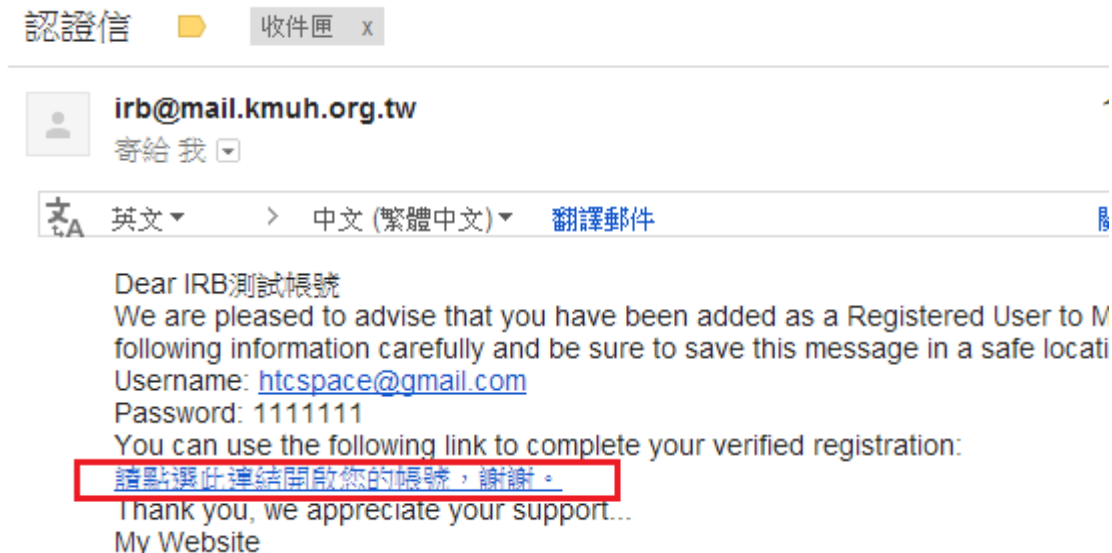 認證信 收件匣 x
irb@mail.kmuh.org.tw
寄給 我
英文 > 中文 (繁體中文) 翻譯郵件
Dear IRB測試帳號
We are pleased to advise that you have been added as a Registered User to
following information carefully and be sure to save this message in a safe
Username: htcspace@gmail.com
Password: 1111111
You can use the following link to complete your verified registration:
請點選此連結開啟您的帳號，謝謝。
Thank you, we appreciate your support...
My Website